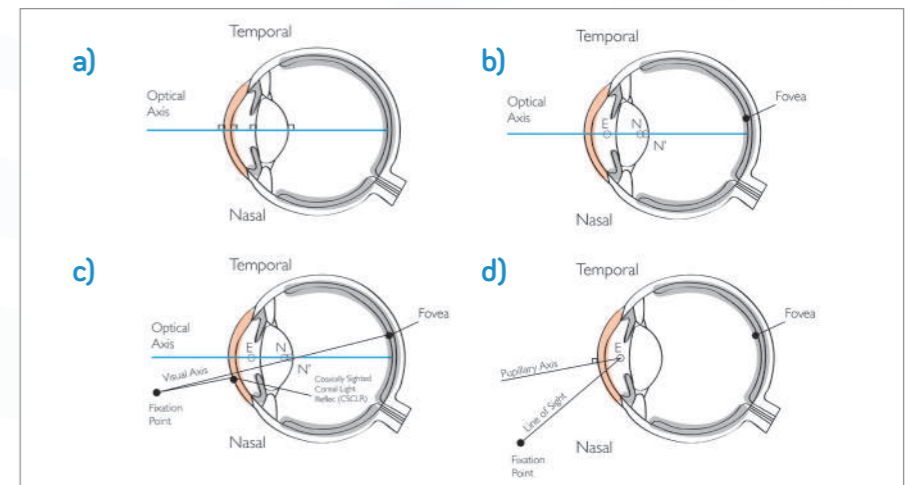 a)
Temporal
Optical
Axis
Nasal
b)
Temporal
Optical
Axis
E
N
N'
Fovea
Nasal
c)
Temporal
Optical
Axis
E
N
N'
Fovea
Visual Axis
Fixation
Point
Coaxially Sighted
Corneal Light
Reflec (CSCLR)
Nasal
d)
Temporal
E
Fovea
Pupillary Axis
Line of Sight
Fixation
Point
Nasal